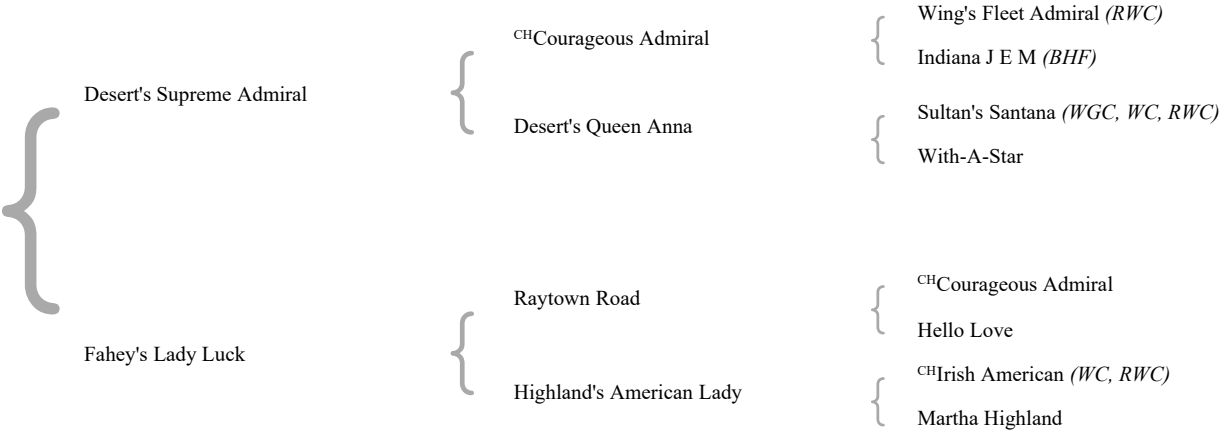 Wing's Fleet Admiral (RWC)
CHCourageous Admiral
Indiana J E M (BHF)
Desert's Supreme Admiral
Sultan's Santana (WGC, WC, RWC)
Desert's Queen Anna
With-A-Star
CHCourageous Admiral
Raytown Road
Hello Love
Fahey's Lady Luck
CHIrish American (WC, RWC)
Highland's American Lady
Martha Highland